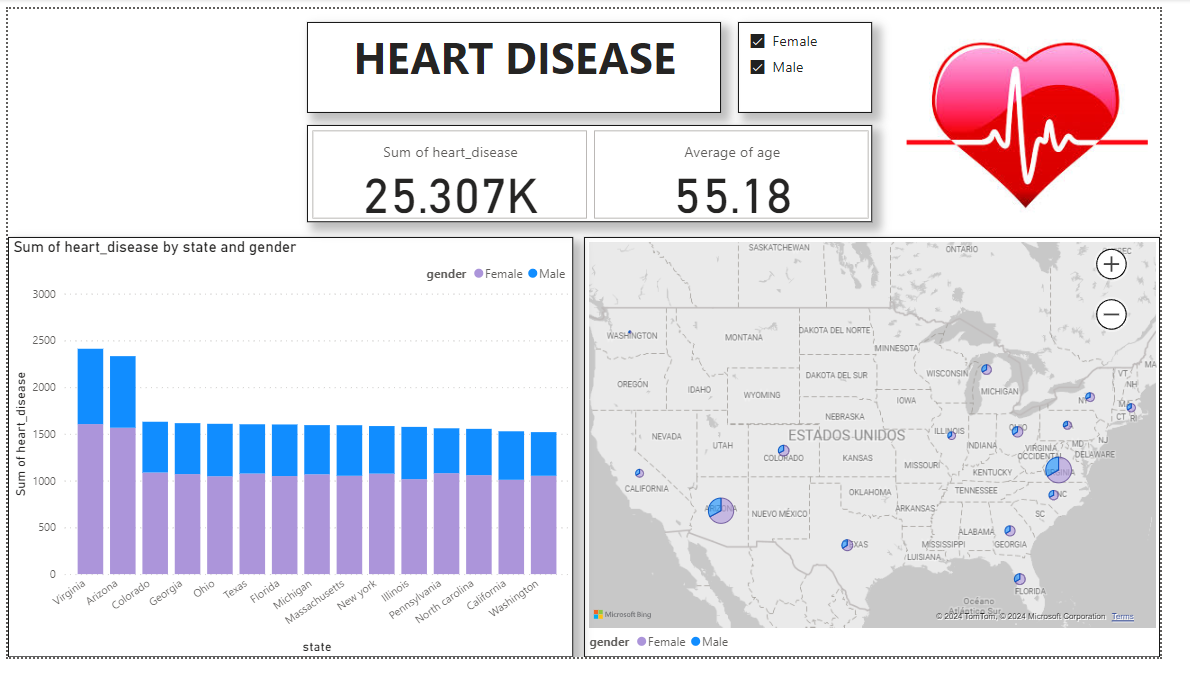 HEART DISEASE
Female
Male
Sum of heart_disease
25.307K
Average of age
55.18
Sum of heart_disease by state and gender
gender Female Male
Sum of heart_disease
3000
2500
2000
1500
1000
500
0
Virginia
Arizona
Colorado
Georgia
Ohio
Texas
Florida
Michigan
Massachusetts
New york
Illinois
Pennsylvania
North carolina
California
Washington
state
SASKATCHEWAN
ONTARIO
WASHINGTON
MONTANA
DAKOTA DEL NORTE
MINNESOTA
OREGÓN
IDAHO
WYOMING
DAKOTA DEL SUR
WISCONSIN
MICHIGAN
VT
NH
MA
NY
CT
RI
IOWA
NEBRASKA
NEVADA
UTAH
COLORADO
ESTADOS UNIDOS
KANSAS
MISSOURI
ILLINOIS
INDIANA
OHIO
NJ
MD
DELAWARE
VIRGINIA
OCCIDENTAL
VIRGINIA
KENTUCKY
CALIFORNIA
ARIZONA
NUEVO MÉXICO
OKLAHOMA
ARKANSAS
TENNESSEE
NC
SC
TEXAS
LUISIANA
MISSISSIPPI
ALABAMA
GEORGIA
FLORIDA
Océano
Atlántico Sur
Microsoft Bing
© 2024 TomTom, © 2024 Microsoft Corporation Terms
gender Female Male